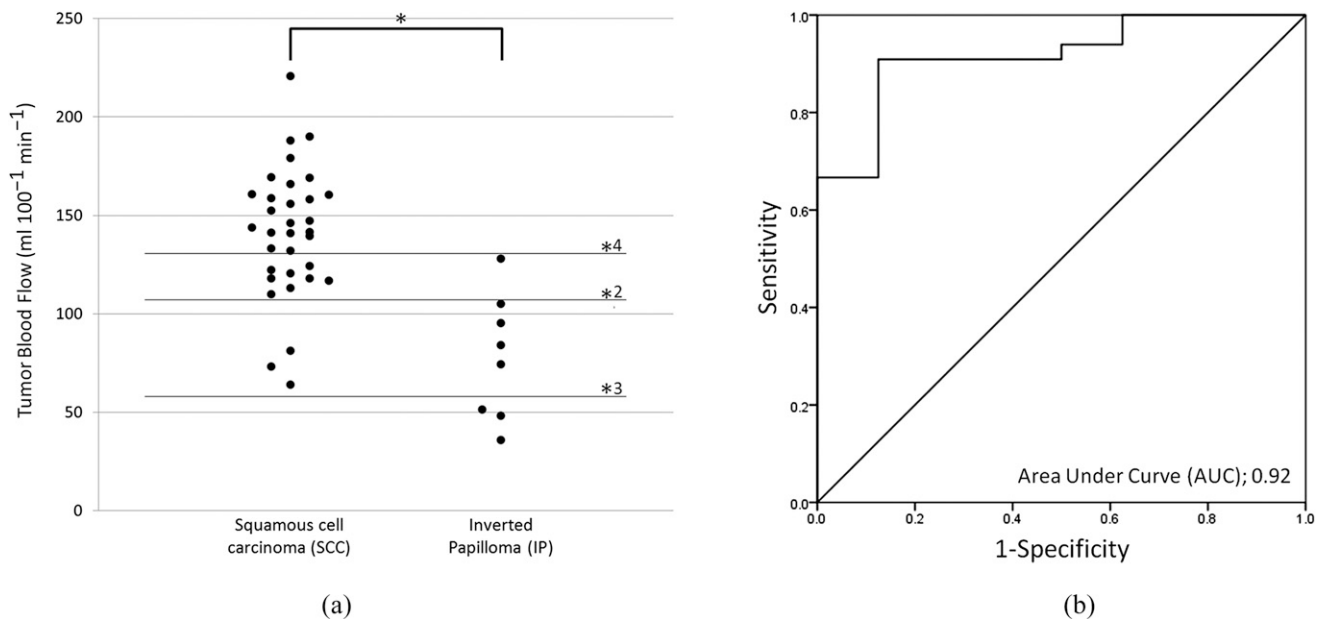 250
200
150
100
50
0
Tumor Blood Flow (ml 100⁻¹ min⁻¹)
*
*4
*2
*3
Squamous cell
carcinoma (SCC)
Inverted
Papilloma (IP)
(a)
1.0
0.8
0.6
0.4
0.2
0.0
Sensitivity
Area Under Curve (AUC); 0.92
0.0 0.2 0.4 0.6 0.8 1.0
1-Specificity
(b)